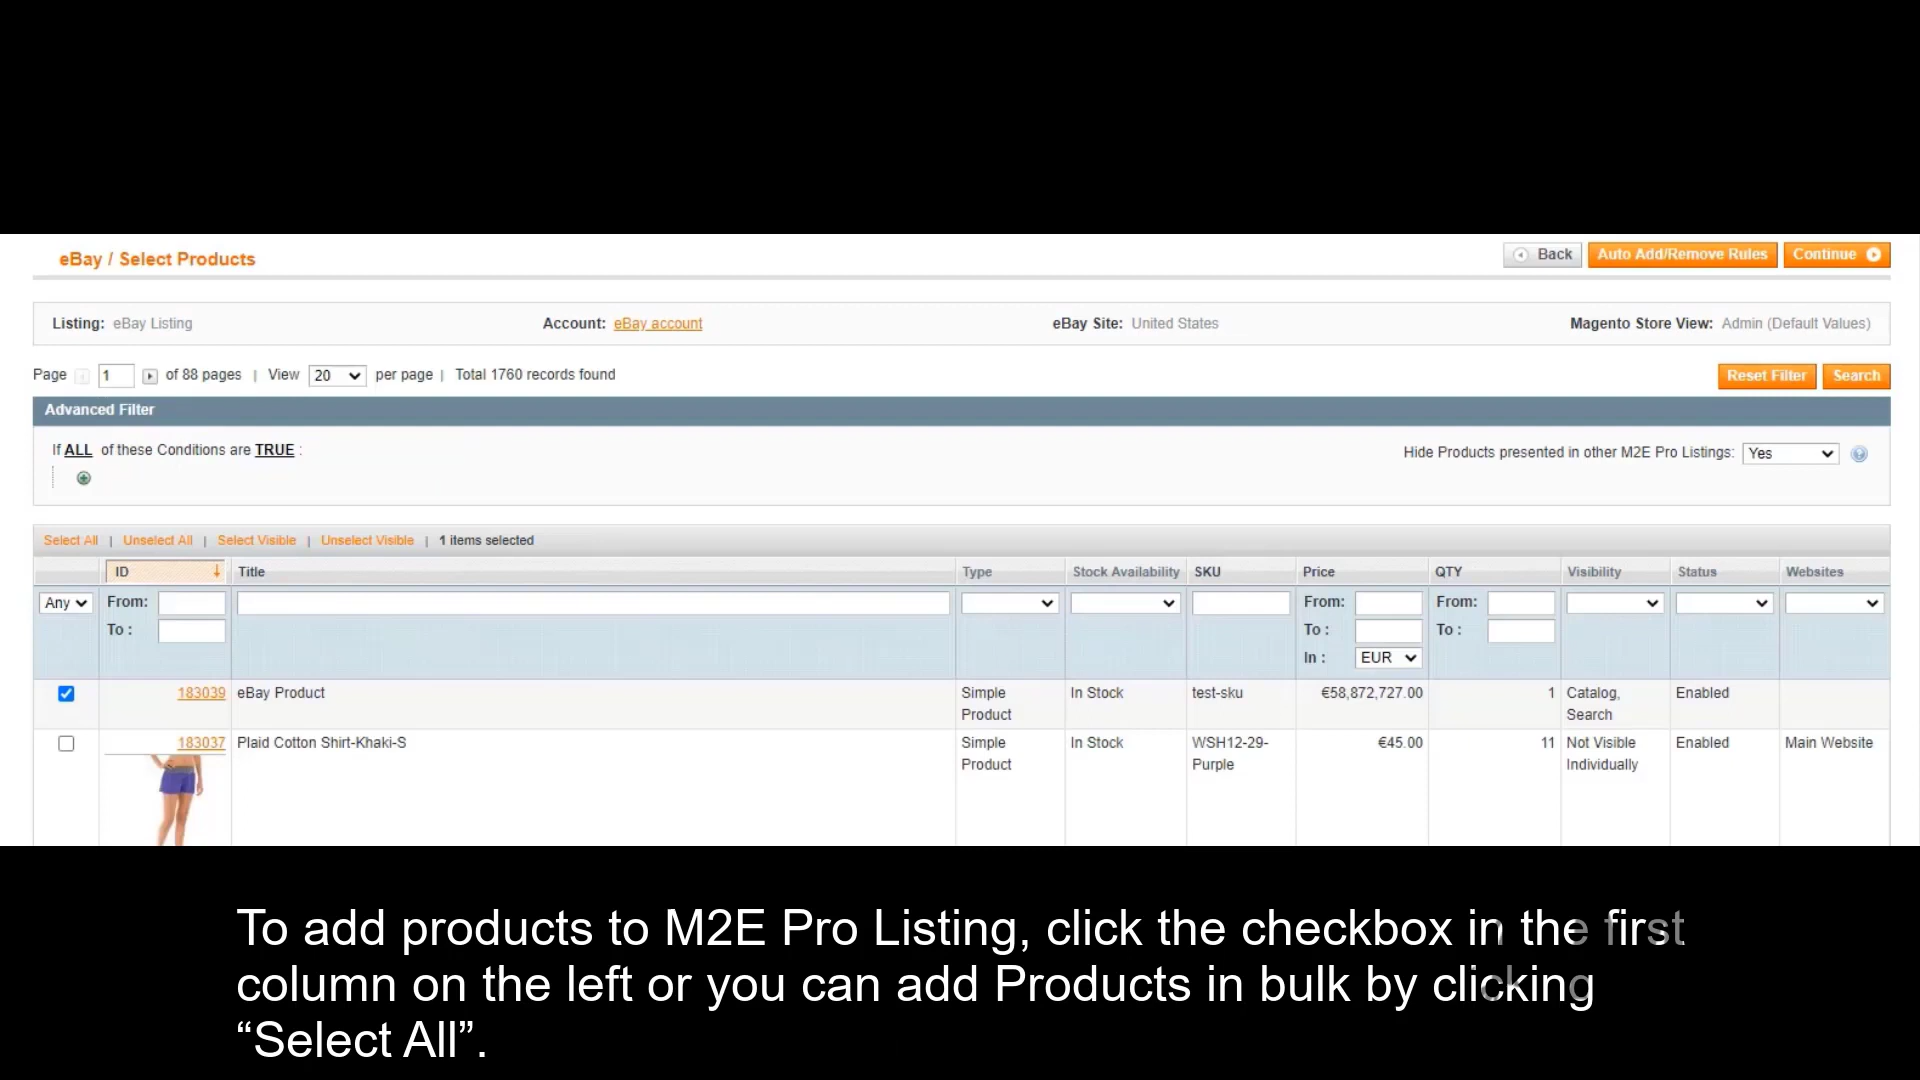 eBay / Select Products
Back Auto Add/Remove Rules Continue
Listing: eBay Listing Account: eBay account eBay Site: United States Magento Store View: Admin (Default Values)
Page 1 of 88 pages | View 20 per page | Total 1760 records found Reset Filter Search
Advanced Filter
If ALL of these Conditions are TRUE :
Hide Products presented in other M2E Pro Listings: Yes
Select All | Unselect All | Select Visible | Unselect Visible | 1 items selected
ID Title Type Stock Availability SKU Price QTY Visibility Status Websites
Any From: From: From:
To : To : To :
In : EUR
183039 eBay Product Simple In Stock test-sku €58,872,727.00 1 Catalog, Enabled
Product Search
183037 Plaid Cotton Shirt-Khaki-S Simple In Stock WSH12-29- €45.00 11 Not Visible Enabled Main Website
Product Purple Individually
To add products to M2E Pro Listing, click the checkbox in the first
column on the left or you can add Products in bulk by clicking
“Select All”.